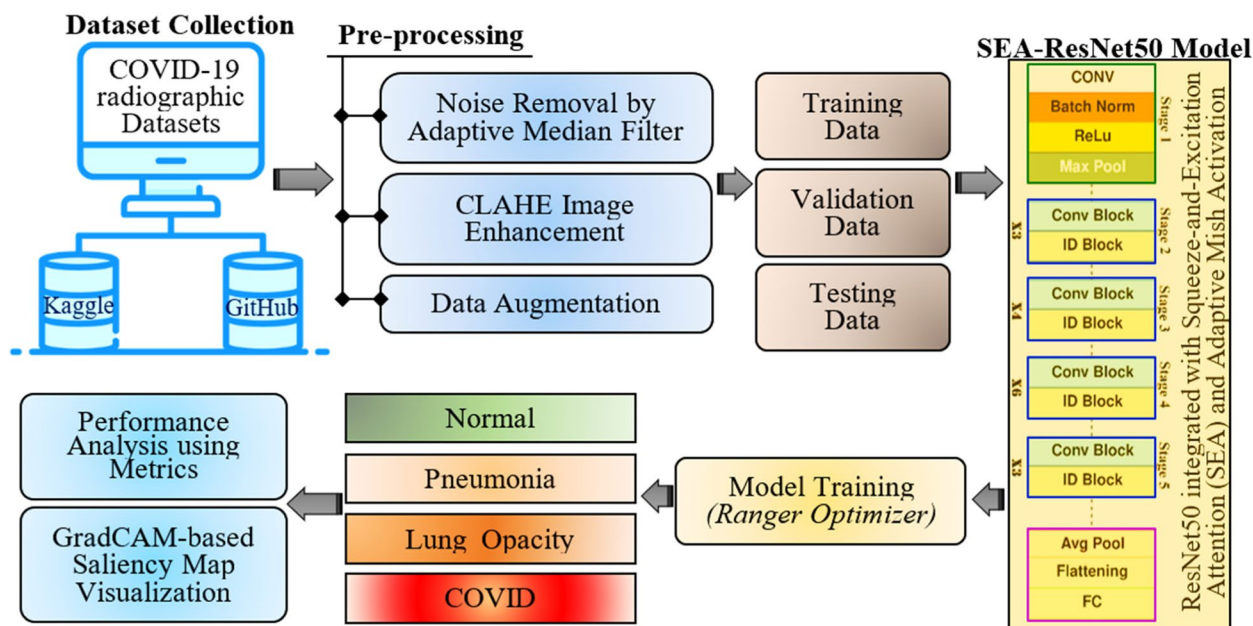 Dataset Collection
COVID-19
radiographic
Datasets
Kaggle
GitHub
Pre-processing
Noise Removal by
Adaptive Median Filter
CLAHE Image
Enhancement
Data Augmentation
Training
Data
Validation
Data
Testing
Data
SEA-ResNet50 Model
CONV
Batch Norm
ReLu
Max Pool
Stage 1
X3
Conv Block
ID Block
Stage 2
X4
Conv Block
ID Block
Stage 3
X6
Conv Block
ID Block
Stage 4
X3
Conv Block
ID Block
Stage 5
Avg Pool
Flattening
FC
ResNet50 integrated with Squeeze-and-Excitation
Attention (SEA) and Adaptive Mish Activation
Model Training
(Ranger Optimizer)
Normal
Pneumonia
Lung Opacity
COVID
Performance
Analysis using
Metrics
GradCAM-based
Saliency Map
Visualization